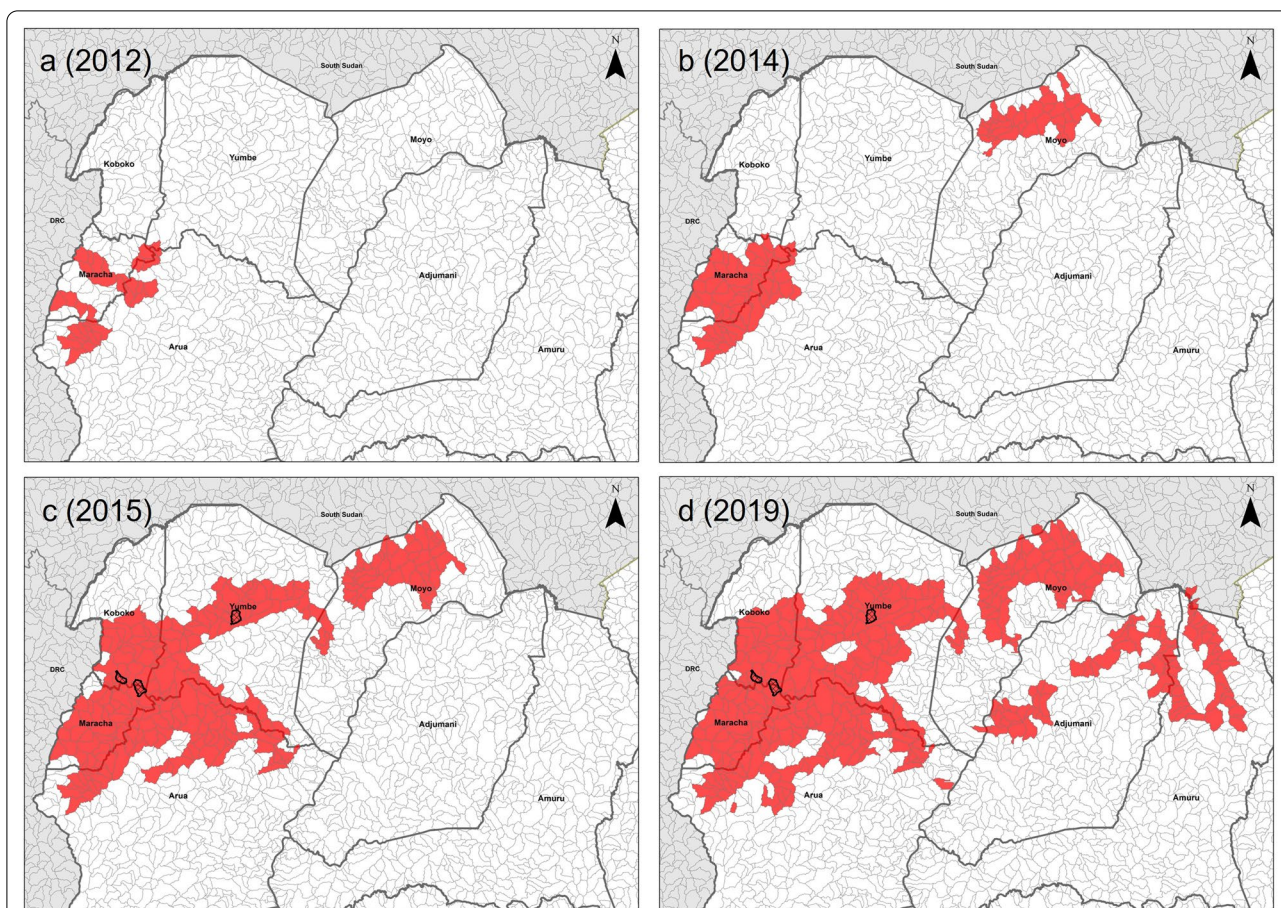 a (2012)
N
South Sudan
Moyo
Koboko
Yumbe
DRC
Maracha
Adjumani
Arua
Amuru
b (2014)
N
South Sudan
Moyo
Koboko
Yumbe
DRC
Maracha
Adjumani
Arua
Amuru
c (2015)
N
South Sudan
Moyo
Koboko
Yumbe
DRC
Maracha
Adjumani
Arua
Amuru
d (2019)
N
South Sudan
Moyo
Koboko
Yumbe
DRC
Maracha
Adjumani
Arua
Amuru